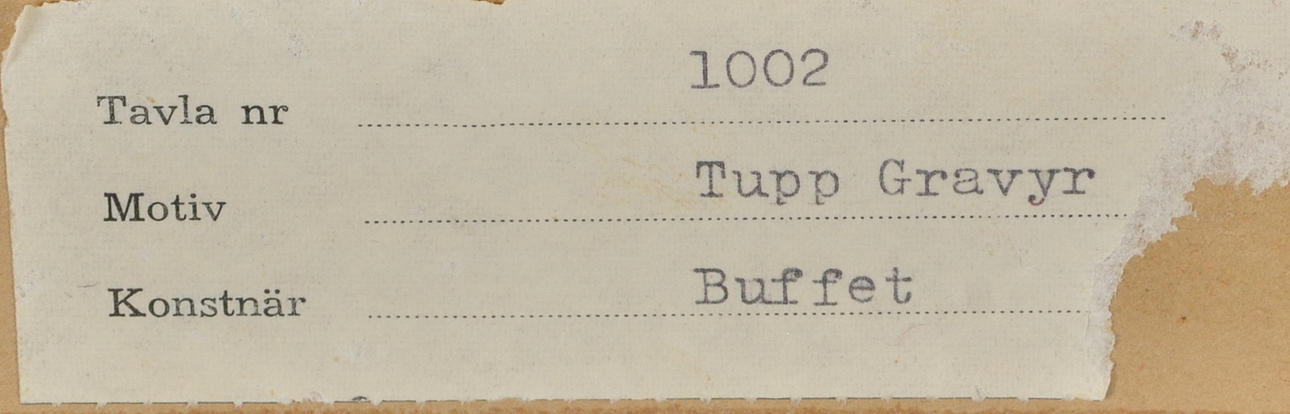 Tavla nr 1002
Motiv Tupp Gravyr
Konstnär Buffet